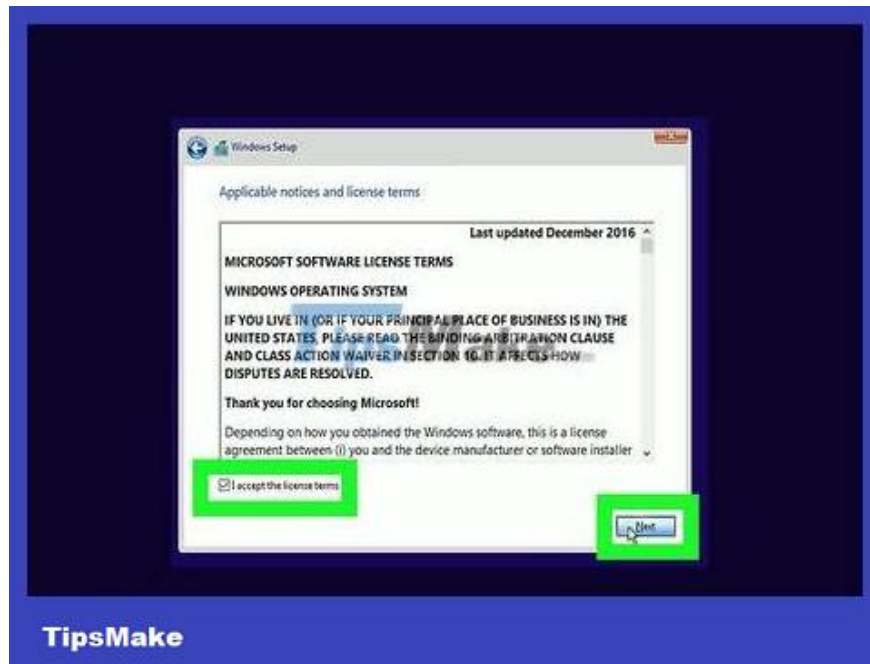 Windows Setup
Applicable notices and license terms
Last updated December 2016
MICROSOFT SOFTWARE LICENSE TERMS
WINDOWS OPERATING SYSTEM
IF YOU LIVE IN (OR IF YOUR PRINCIPAL PLACE OF BUSINESS IS IN) THE
UNITED STATES, PLEASE READ THE BINDING ARBITRATION CLAUSE
AND CLASS ACTION WAIVER IN SECTION 10. IT AFFECTS HOW
DISPUTES ARE RESOLVED.
TipsMake
Thank you for choosing Microsoft!
Depending on how you obtained the Windows software, this is a license
agreement between (i) you and the device manufacturer or software installer
I accept the license terms
Next
TipsMake